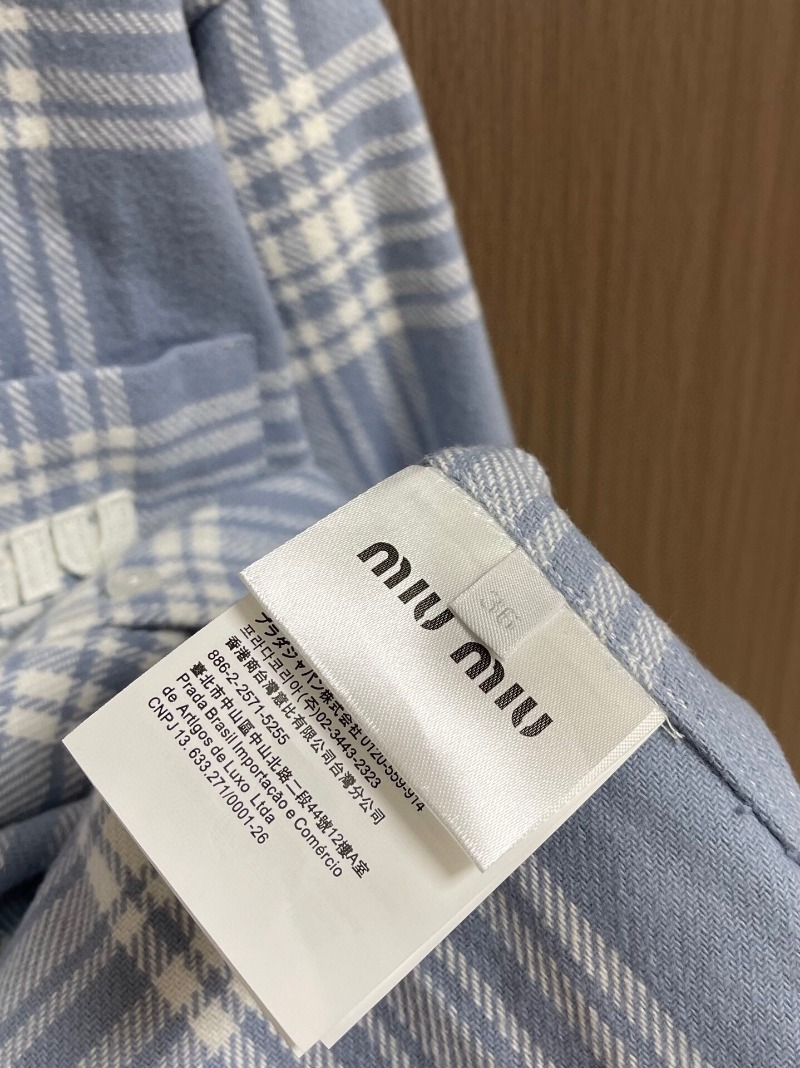 miu miu
36
プラダジャパン株式会社 0120-559-914
프라다코리아(주)02-3443-2323
香港商台灣普比有限公司台灣分公司
886-2-2571-5255
臺北市中山區中山北路二段44號12樓A室
Prada Brasil Importação e Comércio
de Artigos de Luxo Ltda
CNPJ 13.633.271/0001-26